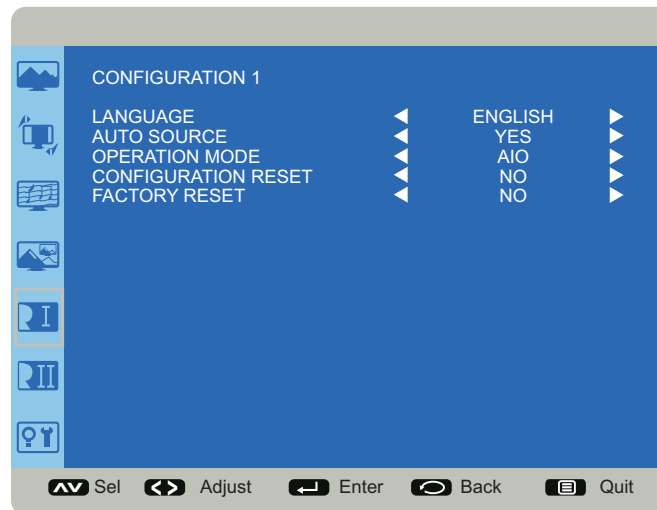 CONFIGURATION 1
LANGUAGE ENGLISH
AUTO SOURCE YES
OPERATION MODE AIO
CONFIGURATION RESET NO
FACTORY RESET NO
I
II
Sel Adjust Enter Back Quit